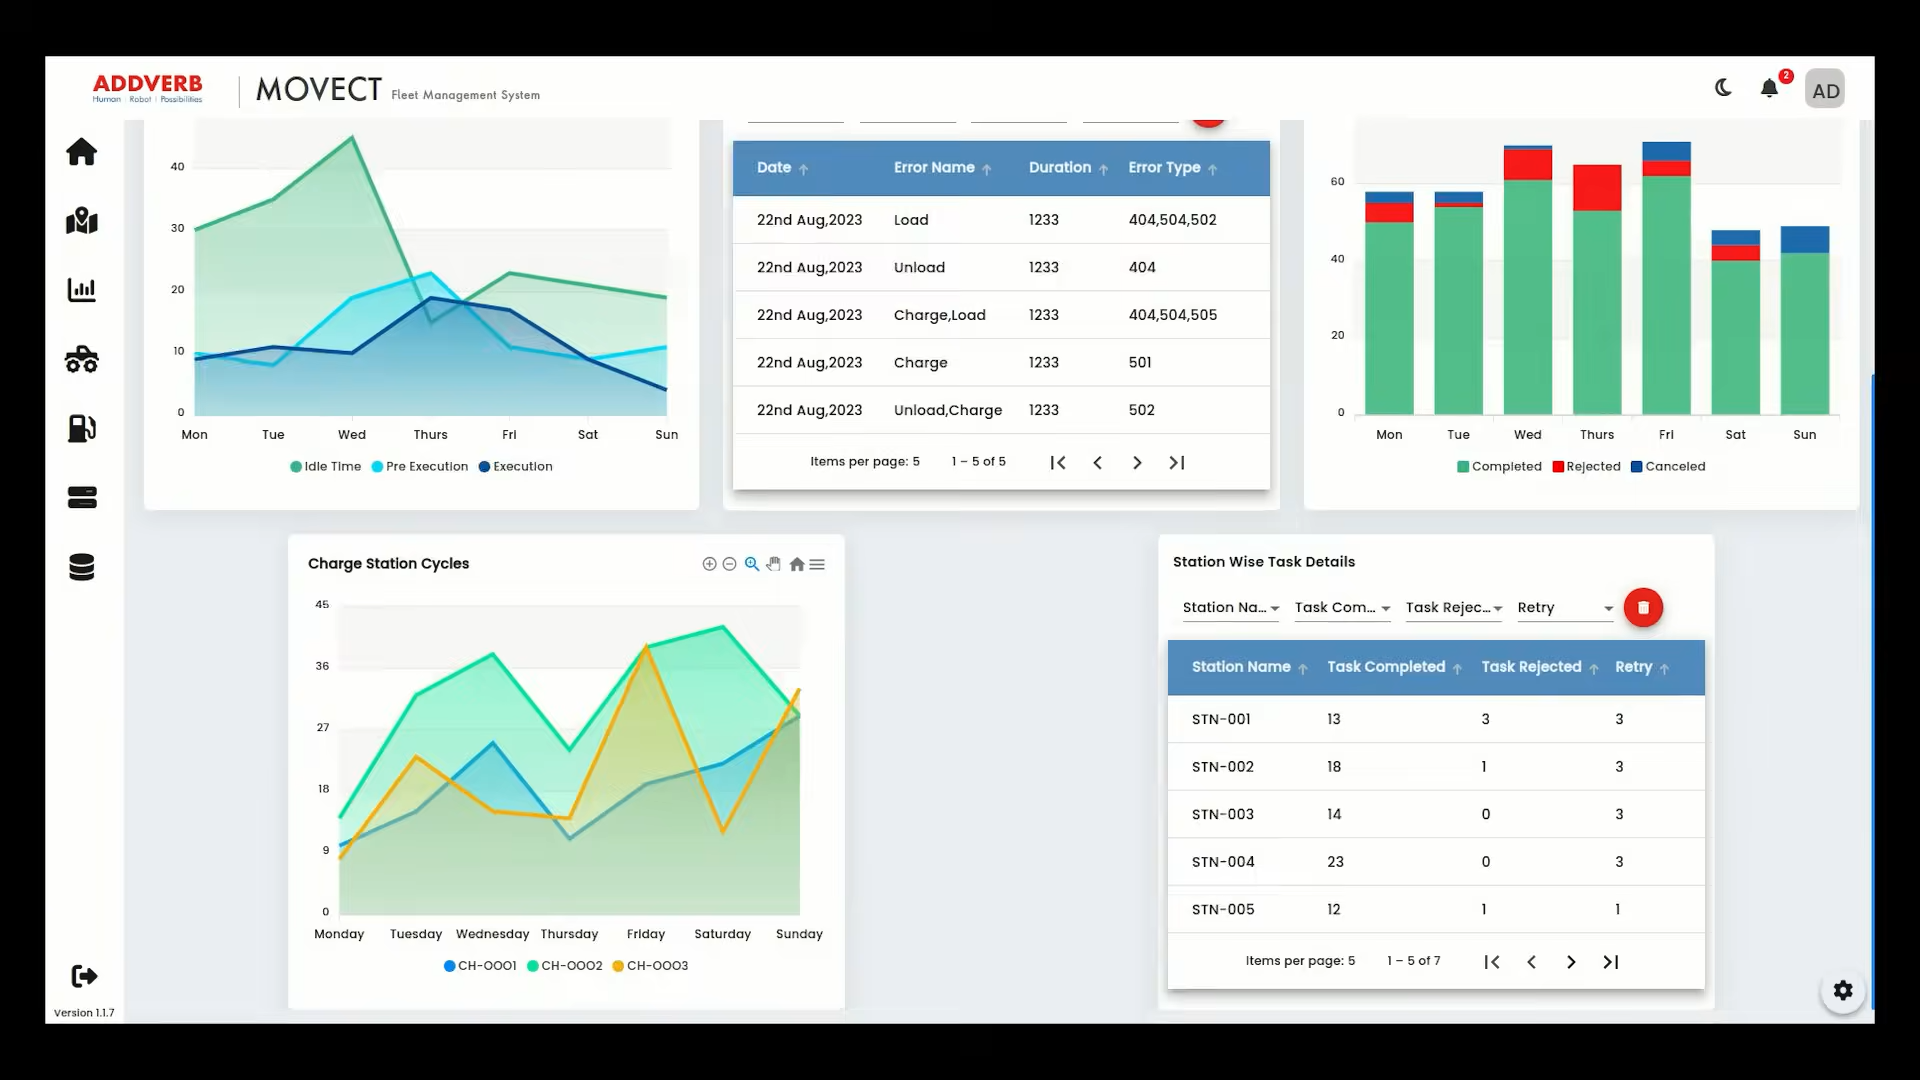 ADDVERB
Human | Robot | Possibilities
MOVECT Fleet Management System
2
AD
40
30
20
10
0
Mon Tue Wed Thurs Fri Sat Sun
Idle Time Pre Execution Execution
Date Error Name Duration Error Type
22nd Aug,2023 Load 1233 404,504,502
22nd Aug,2023 Unload 1233 404
22nd Aug,2023 Charge,Load 1233 404,504,505
22nd Aug,2023 Charge 1233 501
22nd Aug,2023 Unload,Charge 1233 502
Items per page: 5 1 – 5 of 5
60
40
20
0
Mon Tue Wed Thurs Fri Sat Sun
Completed Rejected Canceled
Charge Station Cycles
45
36
27
18
9
0
Monday Tuesday Wednesday Thursday Friday Saturday Sunday
CH-0001 CH-0002 CH-0003
Station Wise Task Details
Station Na... Task Com... Task Rejec... Retry
Station Name Task Completed Task Rejected Retry
STN-001 13 3 3
STN-002 18 1 3
STN-003 14 0 3
STN-004 23 0 3
STN-005 12 1 1
Items per page: 5 1 – 5 of 7
Version 1.1.7